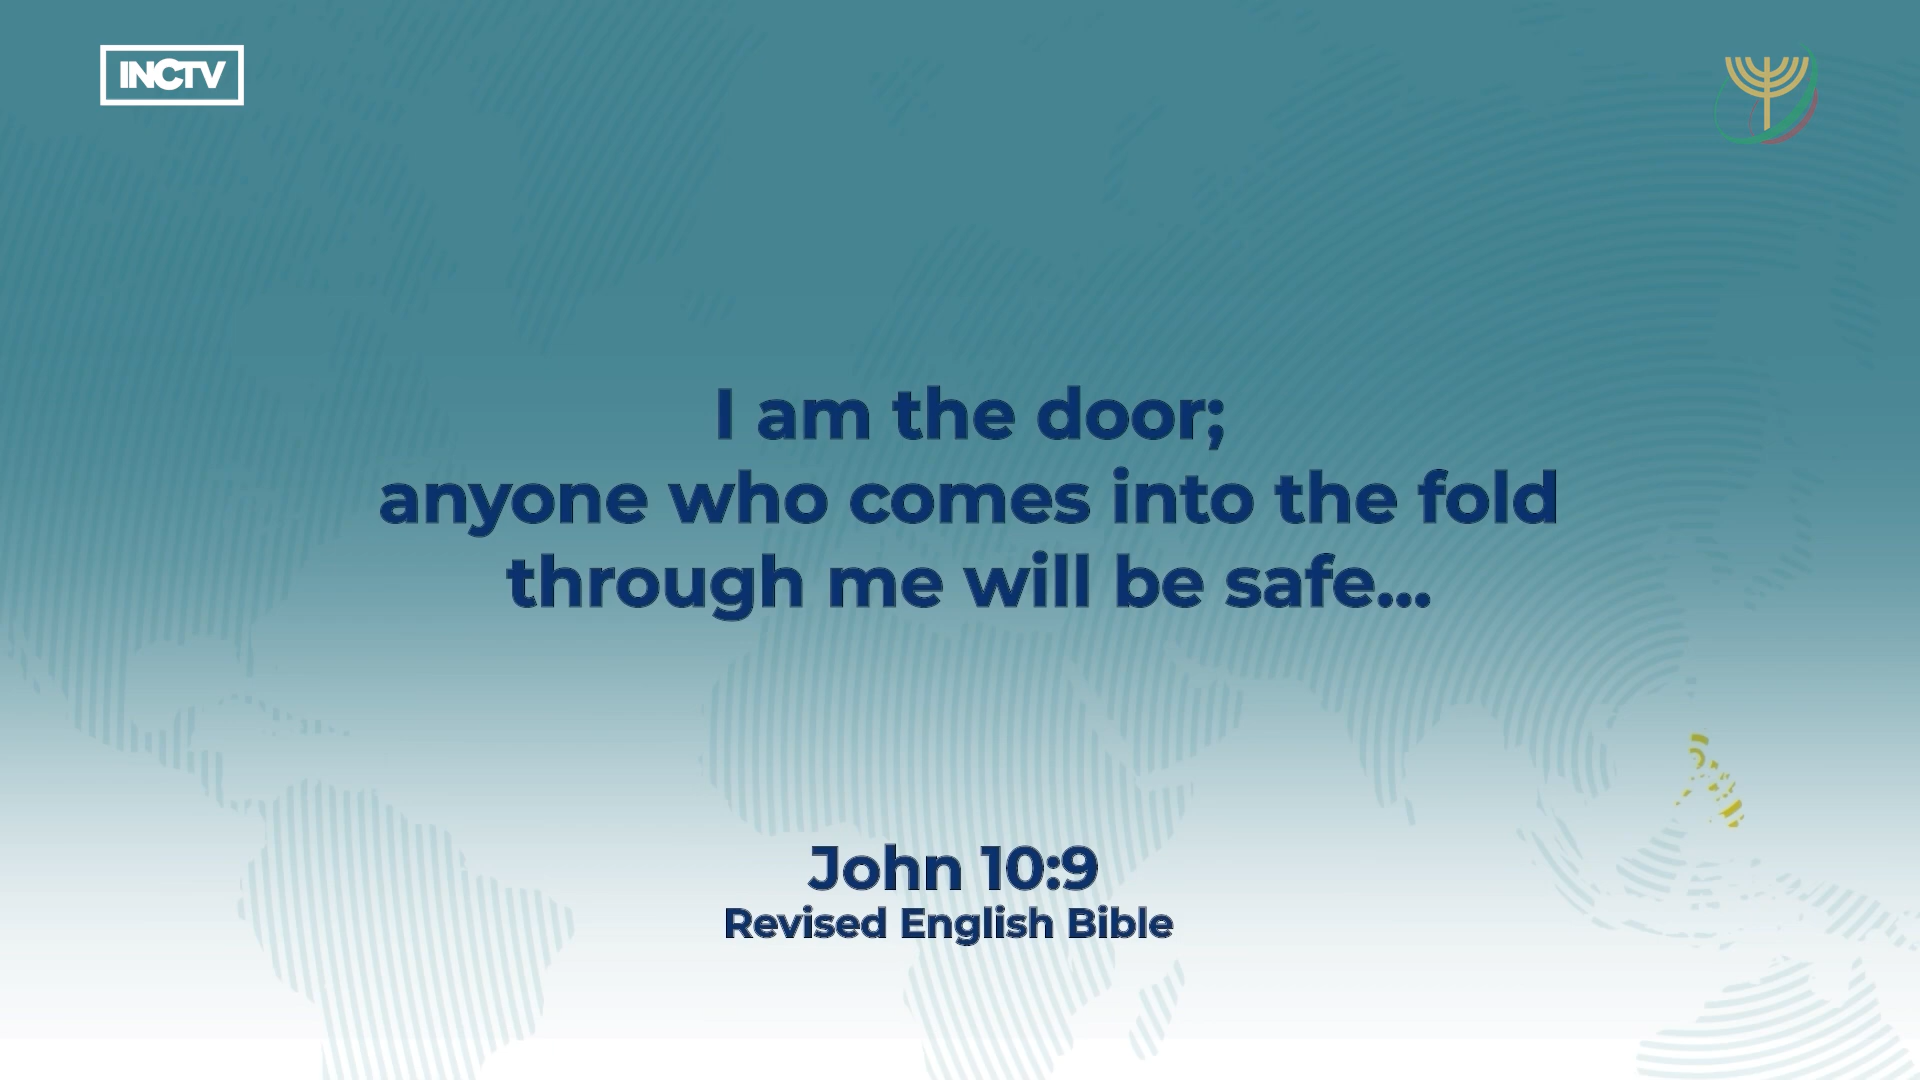 INCTV
I am the door;
anyone who comes into the fold
through me will be safe...
John 10:9
Revised English Bible